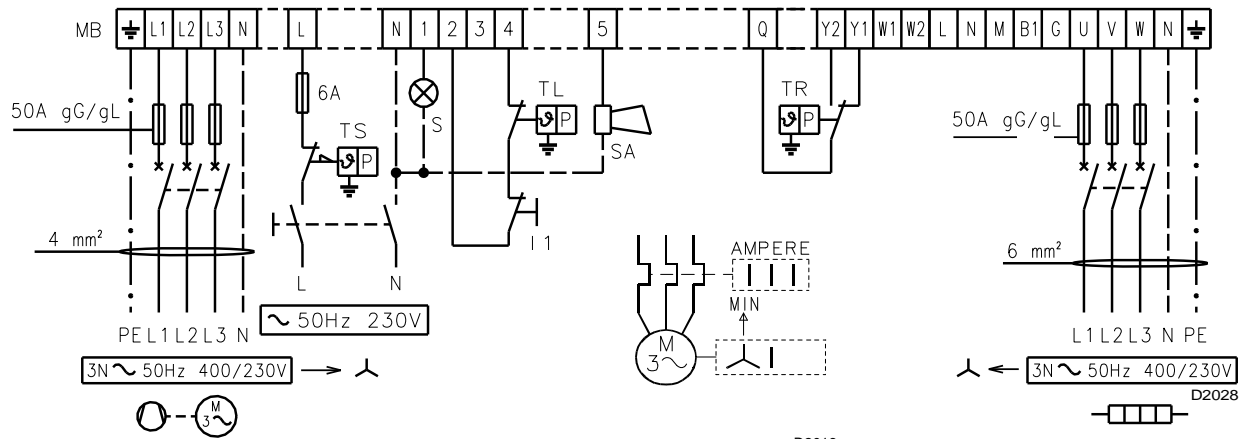 MB L1 L2 L3 N L N 1 2 3 4 5 Q Y2 Y1 W1 W2 L N M B1 G U V W N
50A gG/gL
6A
S
TL
ϑ P
SA
TR
ϑ P
50A gG/gL
TS
ϑ P
4 mm²
I1
6 mm²
AMPERE
MIN
M
3~
L N
~ 50Hz 230V
PE L1 L2 L3 N
3N ~ 50Hz 400/230V
M
3~
L1 L2 L3 N PE
3N ~ 50Hz 400/230V
D2028